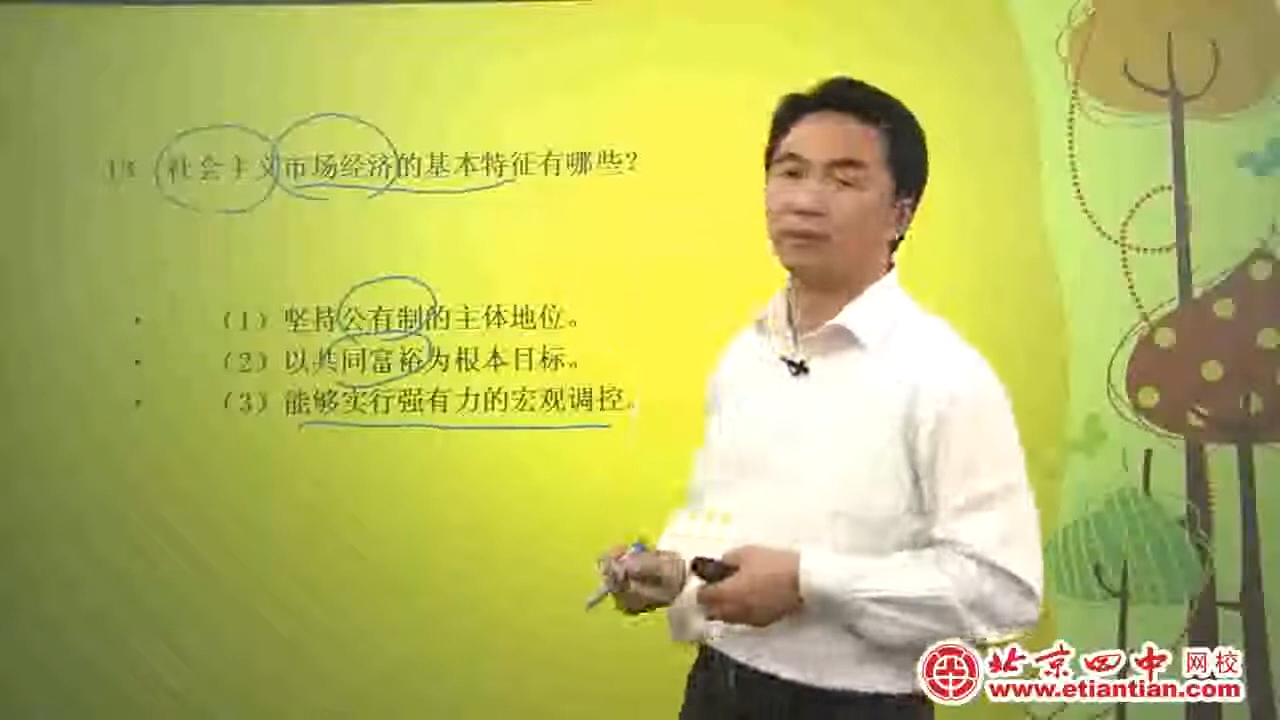 13 社会主义市场经济的基本特征有哪些?
· （1）坚持公有制的主体地位。
· （2）以共同富裕为根本目标。
· （3）能够实行强有力的宏观调控。
北京四中网校
www.etiantian.com